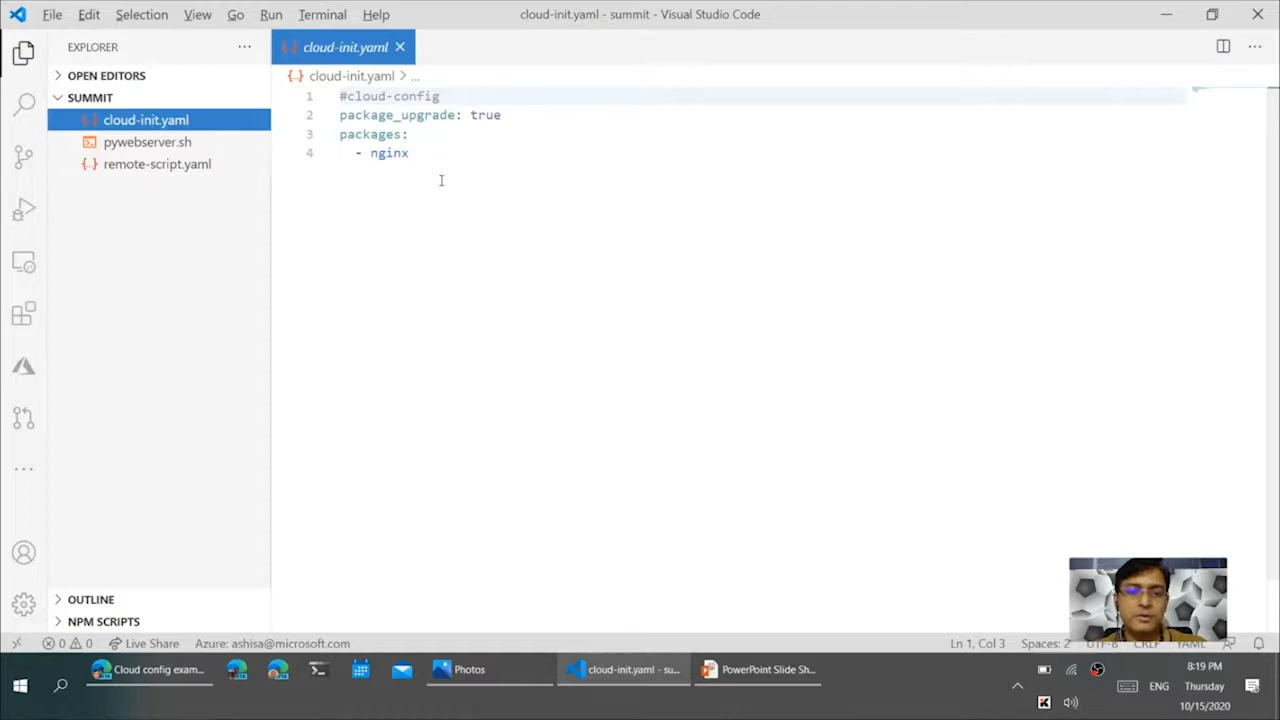 File Edit Selection View Go Run Terminal Help
cloud-init.yaml - summit - Visual Studio Code
EXPLORER
OPEN EDITORS
SUMMIT
cloud-init.yaml
pywebserver.sh
remote-script.yaml
OUTLINE
NPM SCRIPTS
cloud-init.yaml
cloud-init.yaml > ...
1 #cloud-config
2 package_upgrade: true
3 packages:
4 - nginx
0 0 Live Share Azure: ashisa@microsoft.com
Ln 1, Col 3 Spaces: 2 UTF-8 CRLF YAML
Cloud config exam...
Photos
cloud-init.yaml - su...
PowerPoint Slide Sh...
ENG
8:19 PM
Thursday
10/15/2020